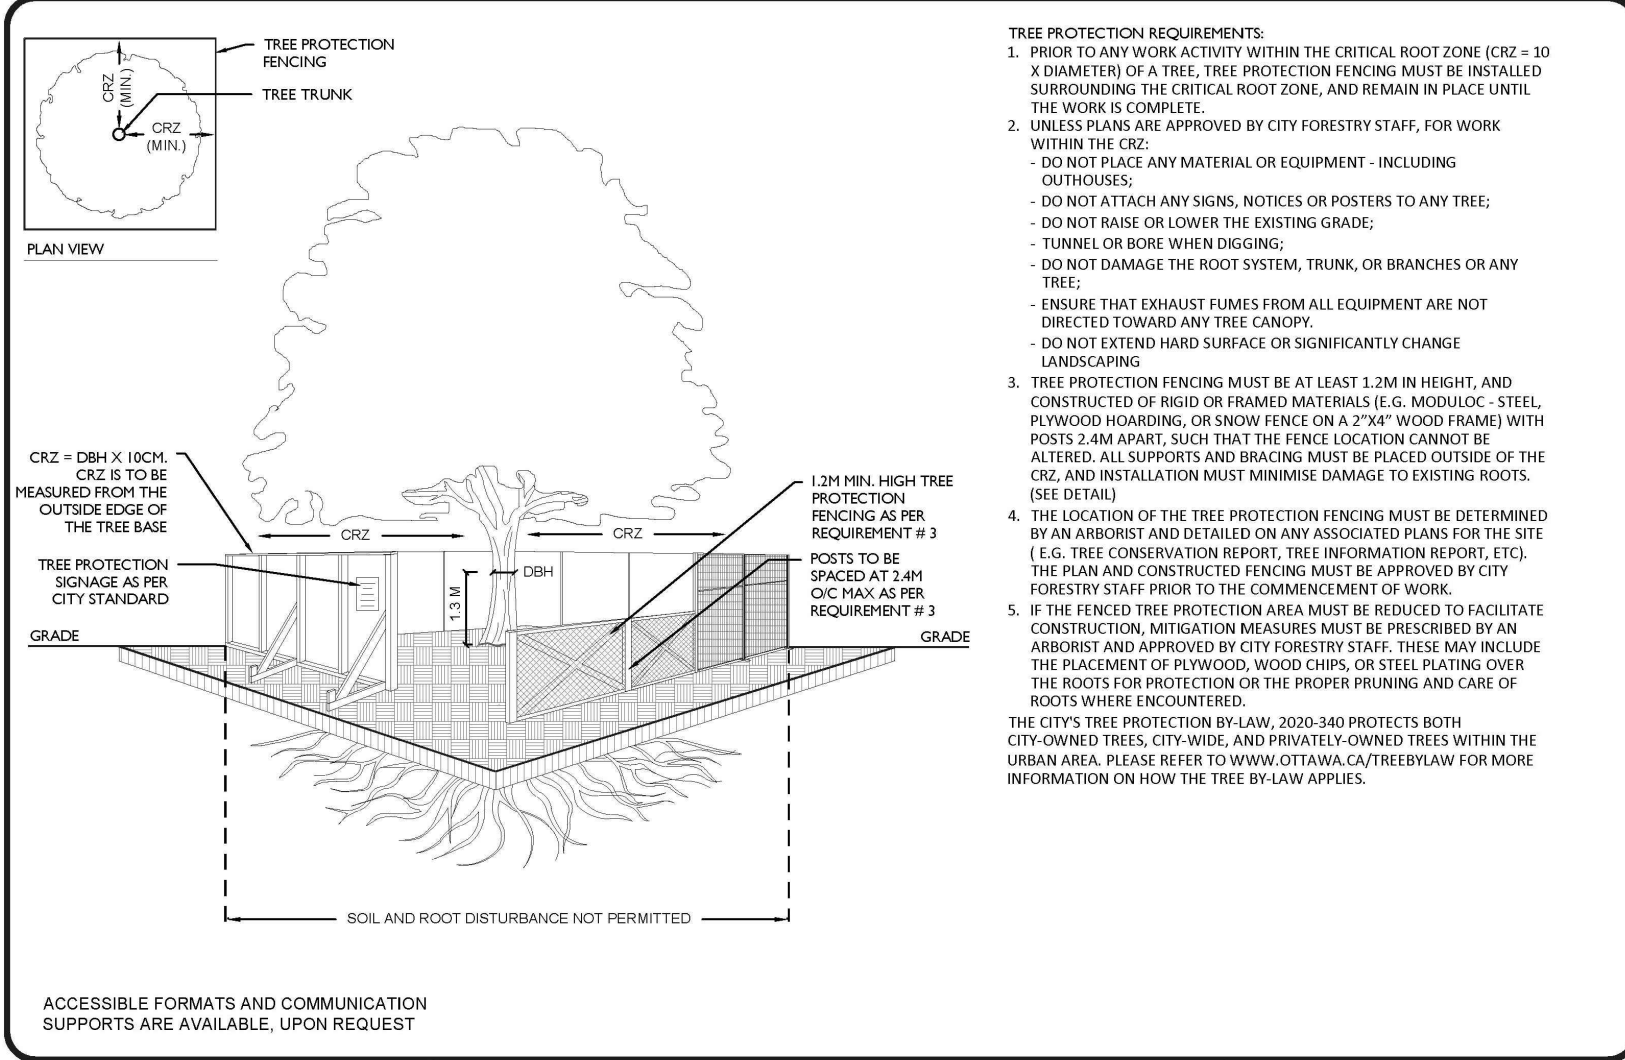 TREE PROTECTION
FENCING
TREE TRUNK
CRZ
(MIN.)
CRZ
(MIN.)
PLAN VIEW
CRZ = DBH X 10CM.
CRZ IS TO BE
MEASURED FROM THE
OUTSIDE EDGE OF
THE TREE BASE
TREE PROTECTION
SIGNAGE AS PER
CITY STANDARD
GRADE
CRZ
CRZ
DBH
1.3 M
1.2M MIN. HIGH TREE
PROTECTION
FENCING AS PER
REQUIREMENT # 3
POSTS TO BE
SPACED AT 2.4M
O/C MAX AS PER
REQUIREMENT # 3
GRADE
SOIL AND ROOT DISTURBANCE NOT PERMITTED
ACCESSIBLE FORMATS AND COMMUNICATION
SUPPORTS ARE AVAILABLE, UPON REQUEST
TREE PROTECTION REQUIREMENTS:
1. PRIOR TO ANY WORK ACTIVITY WITHIN THE CRITICAL ROOT ZONE (CRZ = 10
X DIAMETER) OF A TREE, TREE PROTECTION FENCING MUST BE INSTALLED
SURROUNDING THE CRITICAL ROOT ZONE, AND REMAIN IN PLACE UNTIL
THE WORK IS COMPLETE.
2. UNLESS PLANS ARE APPROVED BY CITY FORESTRY STAFF, FOR WORK
WITHIN THE CRZ:
- DO NOT PLACE ANY MATERIAL OR EQUIPMENT - INCLUDING
OUTHOUSES;
- DO NOT ATTACH ANY SIGNS, NOTICES OR POSTERS TO ANY TREE;
- DO NOT RAISE OR LOWER THE EXISTING GRADE;
- TUNNEL OR BORE WHEN DIGGING;
- DO NOT DAMAGE THE ROOT SYSTEM, TRUNK, OR BRANCHES OR ANY
TREE;
- ENSURE THAT EXHAUST FUMES FROM ALL EQUIPMENT ARE NOT
DIRECTED TOWARD ANY TREE CANOPY.
- DO NOT EXTEND HARD SURFACE OR SIGNIFICANTLY CHANGE
LANDSCAPING
3. TREE PROTECTION FENCING MUST BE AT LEAST 1.2M IN HEIGHT, AND
CONSTRUCTED OF RIGID OR FRAMED MATERIALS (E.G. MODULOC - STEEL,
PLYWOOD HOARDING, OR SNOW FENCE ON A 2”X4” WOOD FRAME) WITH
POSTS 2.4M APART, SUCH THAT THE FENCE LOCATION CANNOT BE
ALTERED. ALL SUPPORTS AND BRACING MUST BE PLACED OUTSIDE OF THE
CRZ, AND INSTALLATION MUST MINIMISE DAMAGE TO EXISTING ROOTS.
(SEE DETAIL)
4. THE LOCATION OF THE TREE PROTECTION FENCING MUST BE DETERMINED
BY AN ARBORIST AND DETAILED ON ANY ASSOCIATED PLANS FOR THE SITE
( E.G. TREE CONSERVATION REPORT, TREE INFORMATION REPORT, ETC).
THE PLAN AND CONSTRUCTED FENCING MUST BE APPROVED BY CITY
FORESTRY STAFF PRIOR TO THE COMMENCEMENT OF WORK.
5. IF THE FENCED TREE PROTECTION AREA MUST BE REDUCED TO FACILITATE
CONSTRUCTION, MITIGATION MEASURES MUST BE PRESCRIBED BY AN
ARBORIST AND APPROVED BY CITY FORESTRY STAFF. THESE MAY INCLUDE
THE PLACEMENT OF PLYWOOD, WOOD CHIPS, OR STEEL PLATING OVER
THE ROOTS FOR PROTECTION OR THE PROPER PRUNING AND CARE OF
ROOTS WHERE ENCOUNTERED.
THE CITY'S TREE PROTECTION BY-LAW, 2020-340 PROTECTS BOTH
CITY-OWNED TREES, CITY-WIDE, AND PRIVATELY-OWNED TREES WITHIN THE
URBAN AREA. PLEASE REFER TO WWW.OTTAWA.CA/TREEBYLAW FOR MORE
INFORMATION ON HOW THE TREE BY-LAW APPLIES.